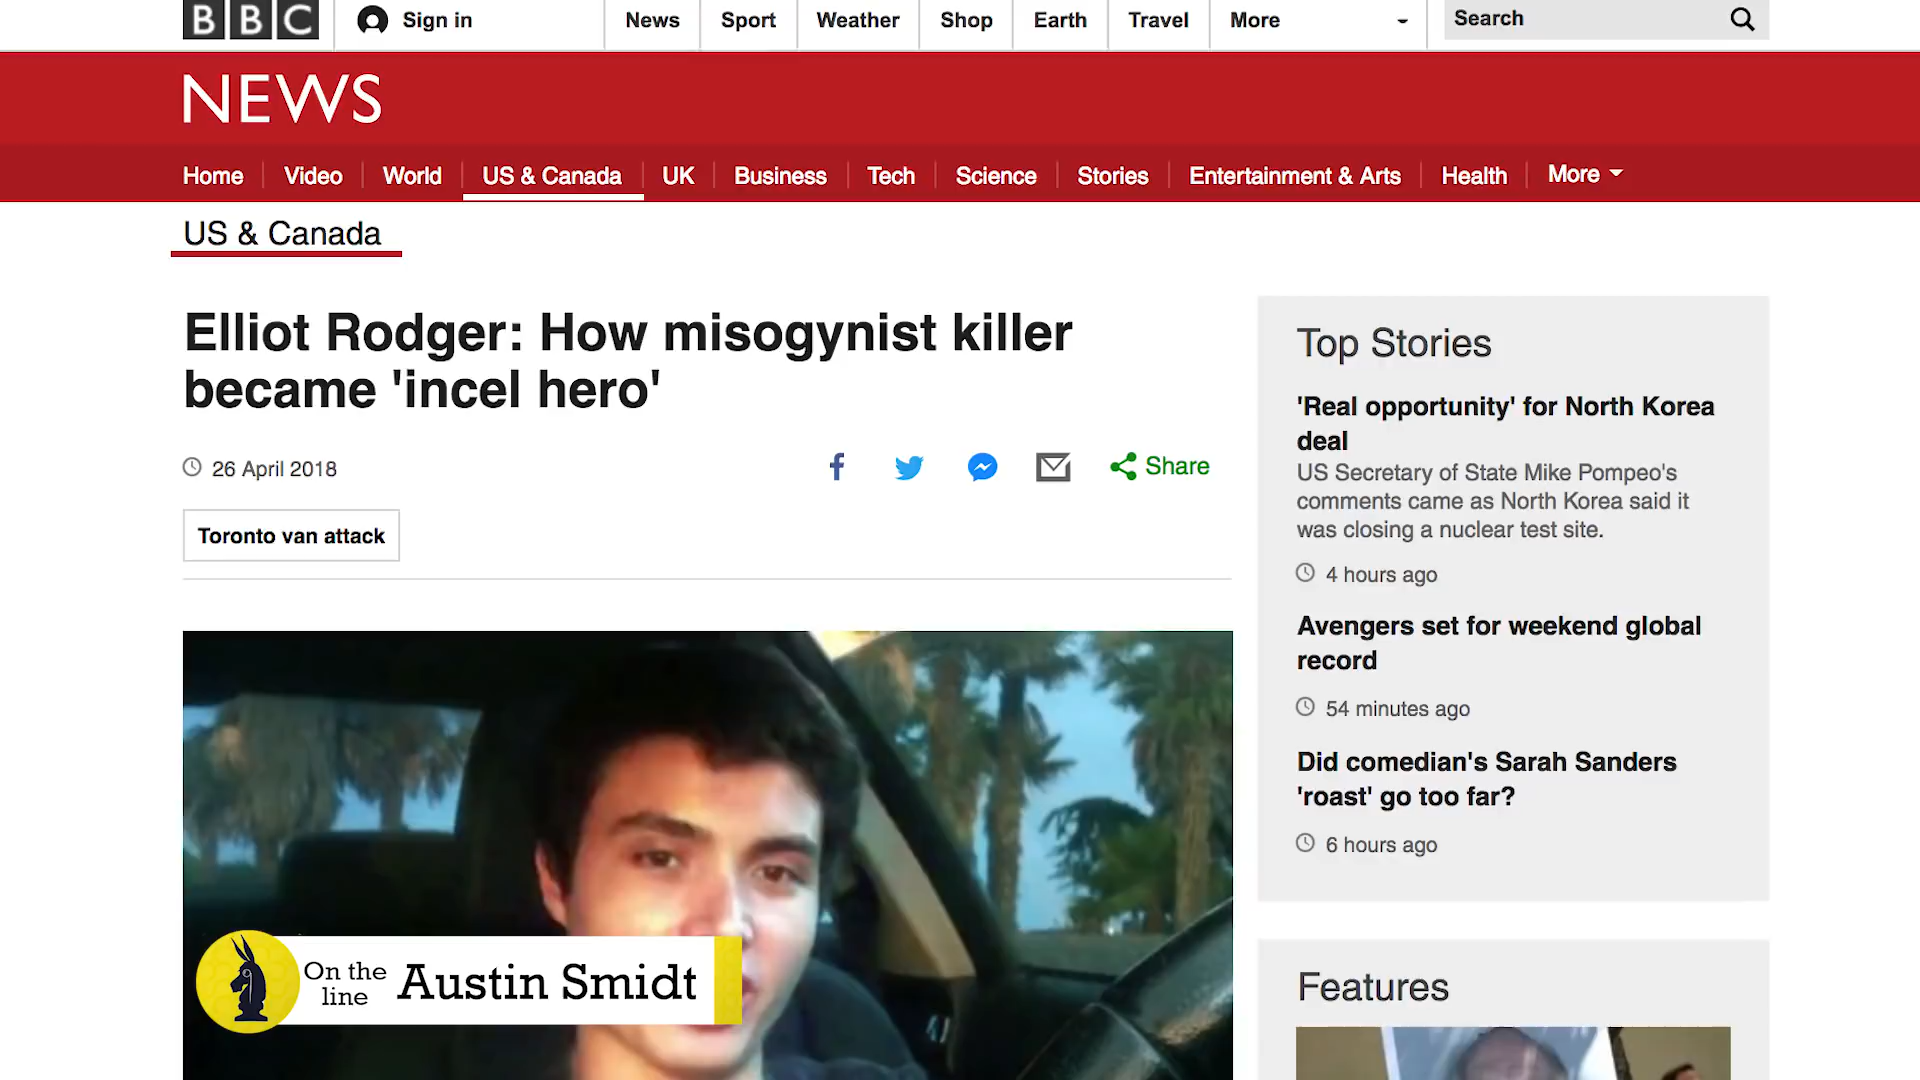 BBC
Sign in
News
Sport
Weather
Shop
Earth
Travel
More
Search
NEWS
Home
Video
World
US & Canada
UK
Business
Tech
Science
Stories
Entertainment & Arts
Health
More
US & Canada
Elliot Rodger: How misogynist killer
became 'incel hero'
26 April 2018
Share
Toronto van attack
On the
line
Austin Smidt
Top Stories
'Real opportunity' for North Korea
deal
US Secretary of State Mike Pompeo's
comments came as North Korea said it
was closing a nuclear test site.
4 hours ago
Avengers set for weekend global
record
54 minutes ago
Did comedian's Sarah Sanders
'roast' go too far?
6 hours ago
Features